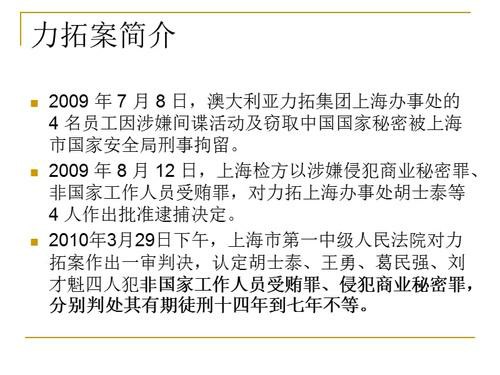 力拓案简介
2009 年 7 月 8 日，澳大利亚力拓集团上海办事处的
4 名员工因涉嫌间谍活动及窃取中国国家秘密被上海
市国家安全局刑事拘留。
2009 年 8 月 12 日，上海检方以涉嫌侵犯商业秘密罪、
非国家工作人员受贿罪，对力拓上海办事处胡士泰等
4 人作出批准逮捕决定。
2010年3月29日下午，上海市第一中级人民法院对力
拓案作出一审判决，认定胡士泰、王勇、葛民强、刘
才魁四人犯非国家工作人员受贿罪、侵犯商业秘密罪，
分别判处其有期徒刑十四年到七年不等。